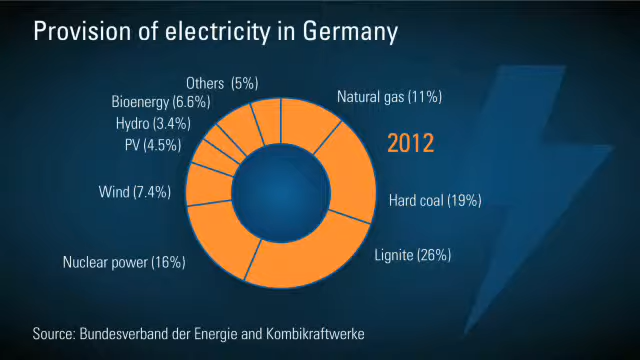 Provision of electricity in Germany
Others (5%)
Natural gas (11%)
Bioenergy (6.6%)
Hydro (3.4%)
PV (4.5%)
2012
Wind (7.4%)
Hard coal (19%)
Nuclear power (16%)
Lignite (26%)
Source: Bundesverband der Energie and Kombikraftwerke